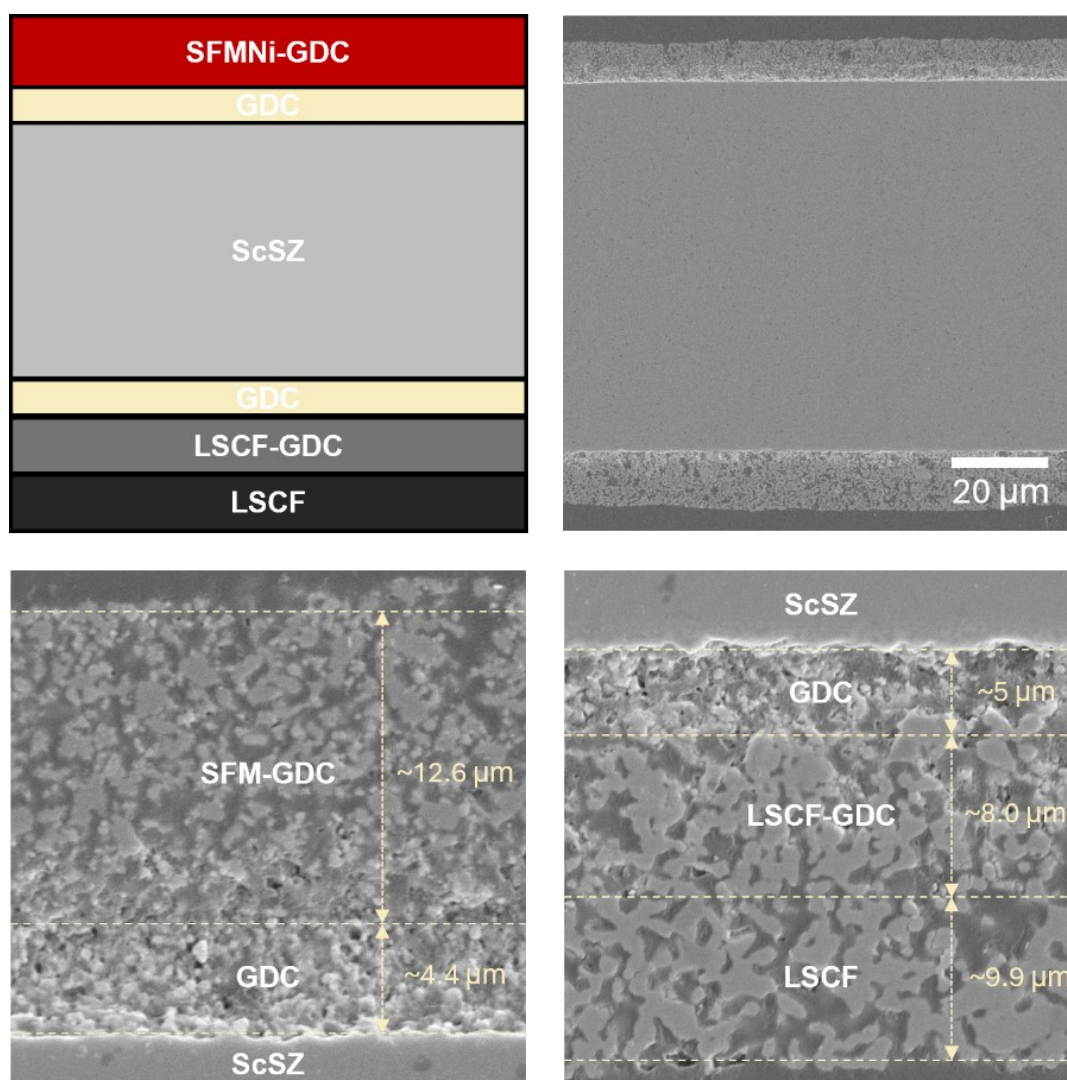 SFMNi-GDC
GDC
ScSZ
GDC
LSCF-GDC
LSCF
20 µm
SFM-GDC
~12.6 µm
GDC
~4.4 µm
ScSZ
ScSZ
GDC
~5 µm
LSCF-GDC
~8.0 µm
LSCF
~9.9 µm